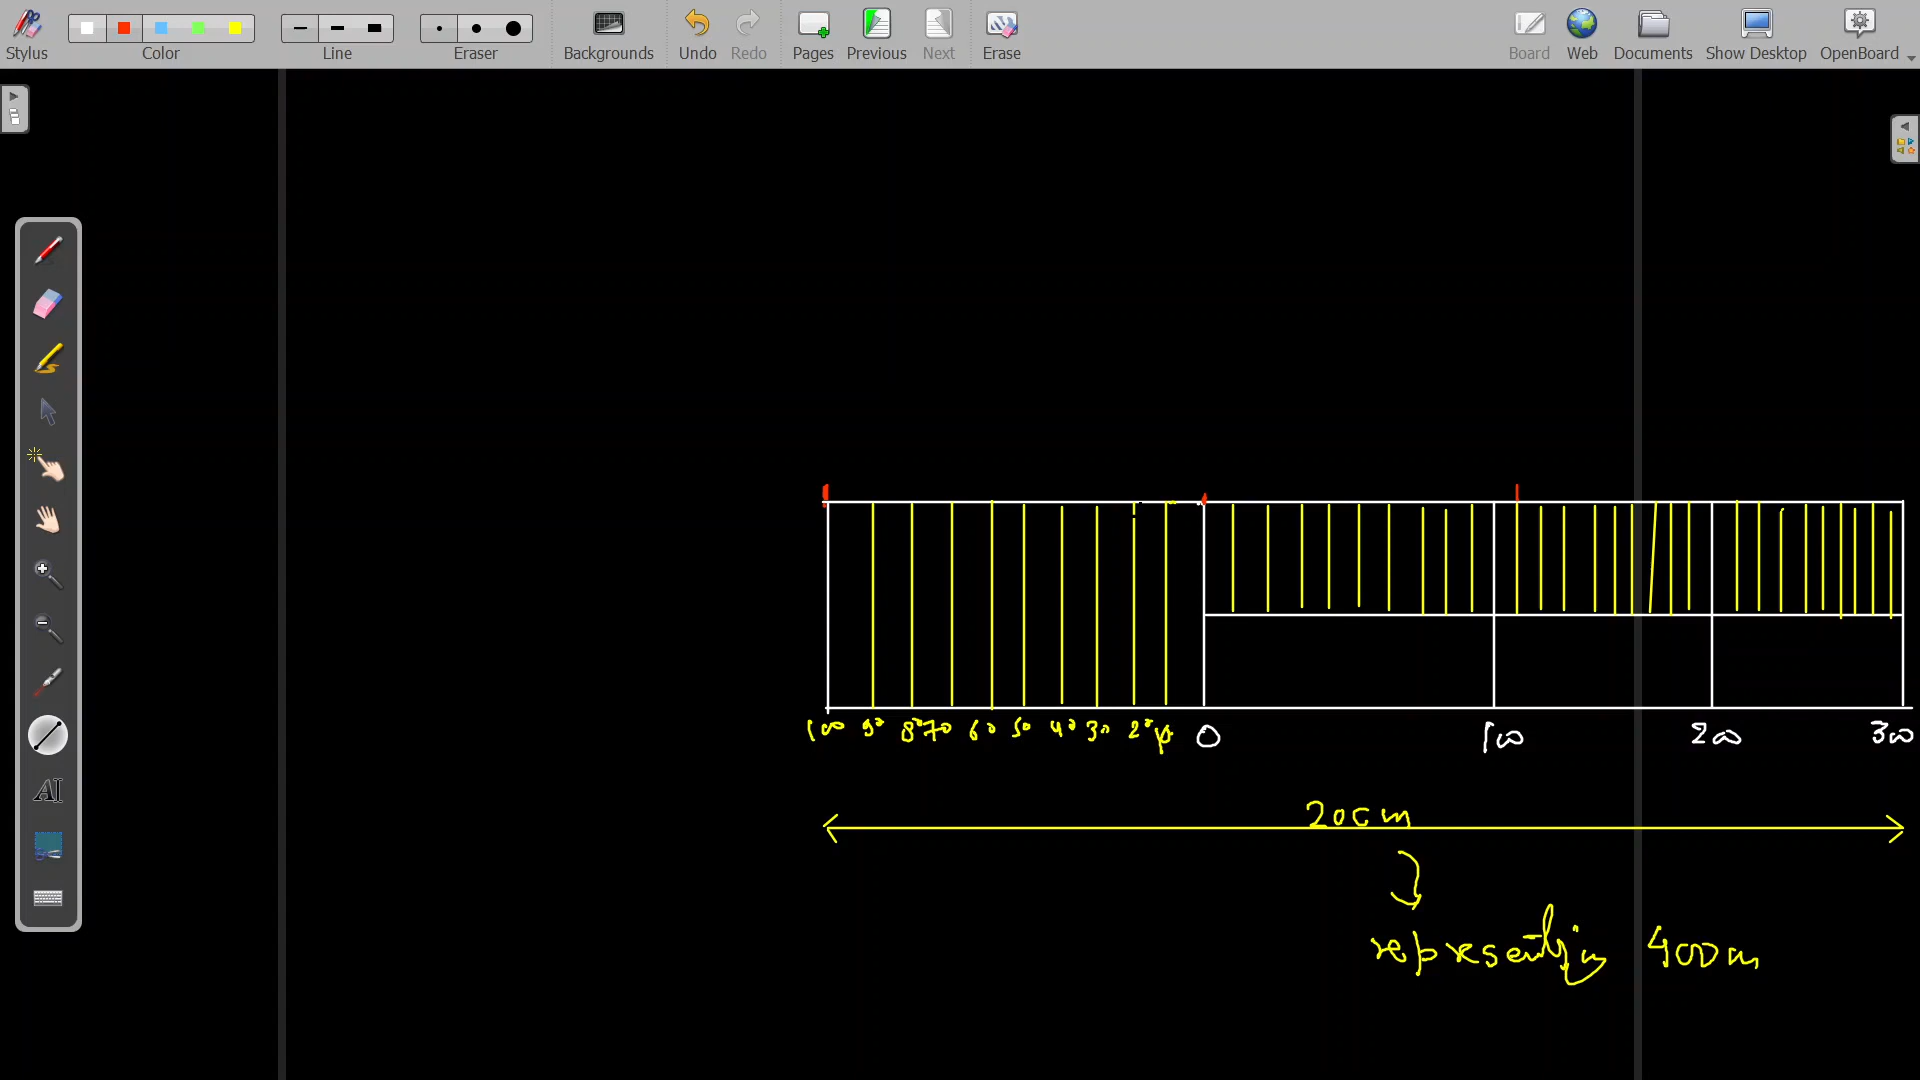 Stylus Color Line Eraser Backgrounds Undo Redo Pages Previous Next Erase Board Web Documents Show Desktop OpenBoard
100 90 80 70 60 50 40 30 20 10 0 100 200 300
20cm
400m